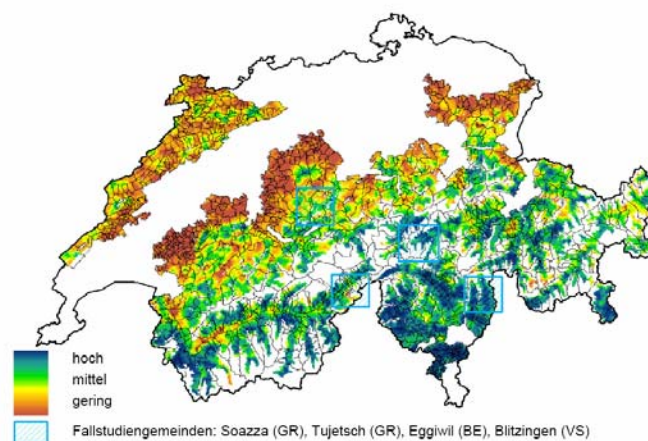 hoch
mittel
gering
Fallstudiengemeinden: Soazza (GR), Tujetsch (GR), Eggiwil (BE), Blitzingen (VS)